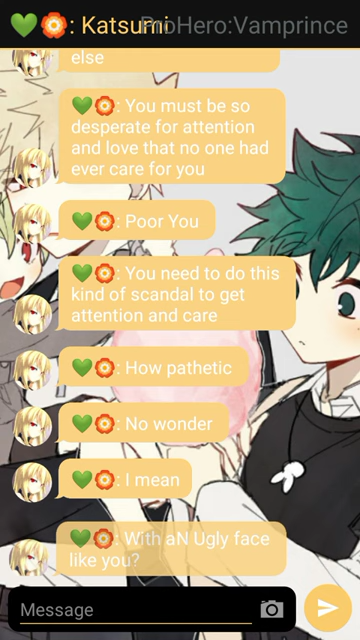 💚🏵️: Katsumi ProHero:Vamprince
else
💚🏵️: You must be so
desperate for attention
and love that no one had
ever care for you
💚🏵️: Poor You
💚🏵️: You need to do this
kind of scandal to get
attention and care
💚🏵️: How pathetic
💚🏵️: No wonder
💚🏵️: I mean
💚🏵️: With aN Ugly face
like you?
Message